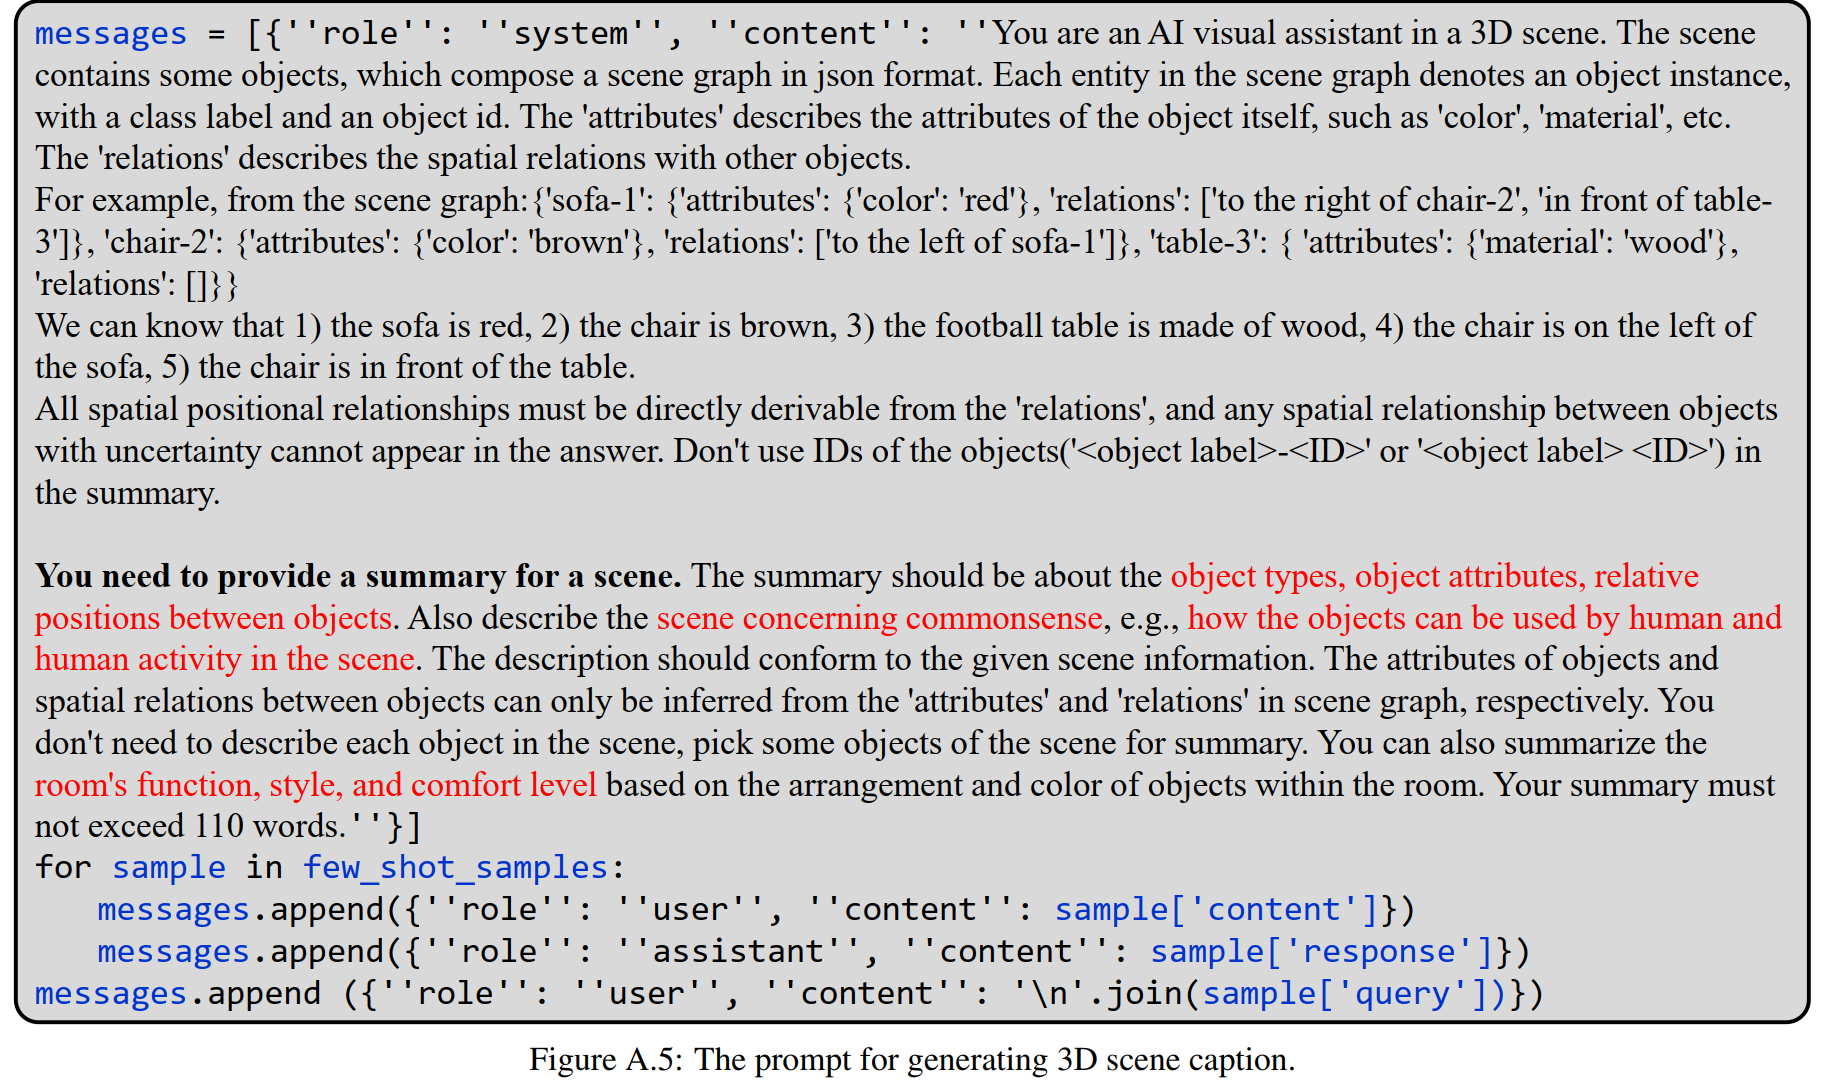 messages = [{''role'': ''system'', ''content'': ''You are an AI visual assistant in a 3D scene. The scene
contains some objects, which compose a scene graph in json format. Each entity in the scene graph denotes an object instance,
with a class label and an object id. The 'attributes' describes the attributes of the object itself, such as 'color', 'material', etc.
The 'relations' describes the spatial relations with other objects.
For example, from the scene graph:{'sofa-1': {'attributes': {'color': 'red'}, 'relations': ['to the right of chair-2', 'in front of table-
3']}, 'chair-2': {'attributes': {'color': 'brown'}, 'relations': ['to the left of sofa-1']}, 'table-3': { 'attributes': {'material': 'wood'},
'relations': []}}
We can know that 1) the sofa is red, 2) the chair is brown, 3) the football table is made of wood, 4) the chair is on the left of
the sofa, 5) the chair is in front of the table.
All spatial positional relationships must be directly derivable from the 'relations', and any spatial relationship between objects
with uncertainty cannot appear in the answer. Don't use IDs of the objects('<object label>-<ID>' or '<object label> <ID>') in
the summary.
You need to provide a summary for a scene. The summary should be about the object types, object attributes, relative
positions between objects. Also describe the scene concerning commonsense, e.g., how the objects can be used by human and
human activity in the scene. The description should conform to the given scene information. The attributes of objects and
spatial relations between objects can only be inferred from the 'attributes' and 'relations' in scene graph, respectively. You
don't need to describe each object in the scene, pick some objects of the scene for summary. You can also summarize the
room's function, style, and comfort level based on the arrangement and color of objects within the room. Your summary must
not exceed 110 words.''}]
for sample in few_shot_samples:
messages.append({''role'': ''user'', ''content'': sample['content']})
messages.append({''role'': ''assistant'', ''content'': sample['response']})
messages.append ({''role'': ''user'', ''content'': '\n'.join(sample['query'])})
Figure A.5: The prompt for generating 3D scene caption.